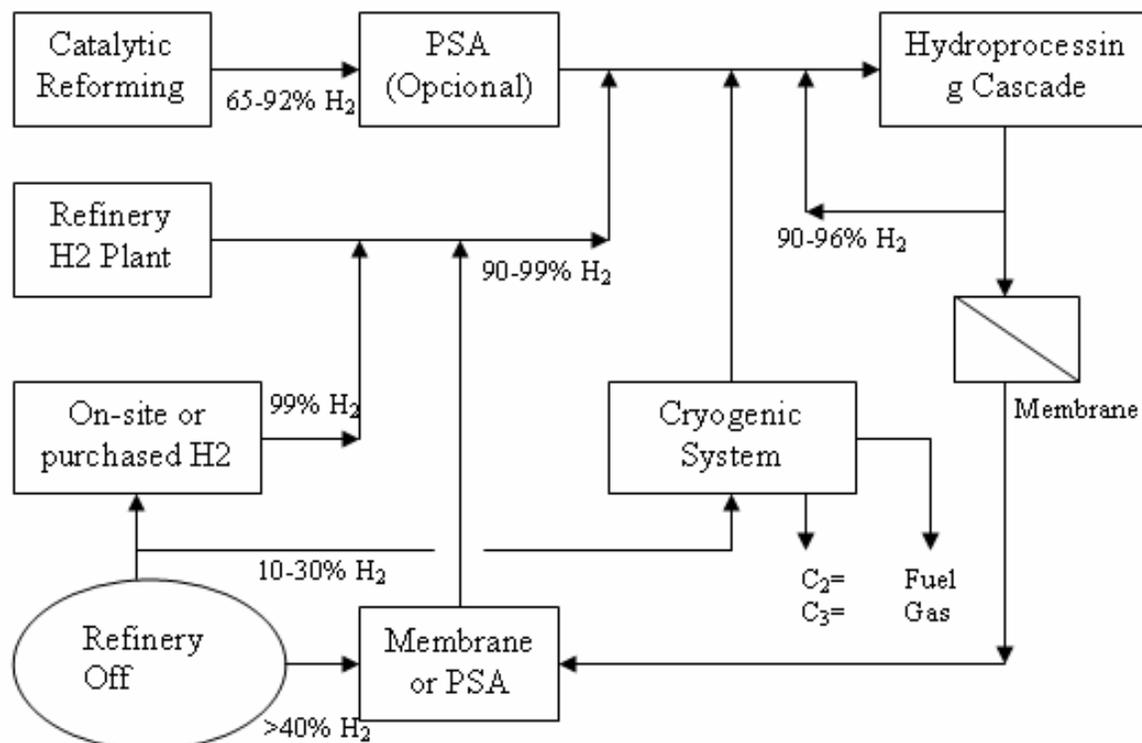 Catalytic
Reforming
65-92% H₂
PSA
(Opcional)
Hydroprocessin
g Cascade
Refinery
H2 Plant
90-99% H₂
90-96% H₂
Membrane
On-site or
purchased H2
99% H₂
Cryogenic
System
10-30% H₂
C₂=
C₃=
Fuel
Gas
Refinery
Off
>40% H₂
Membrane
or PSA